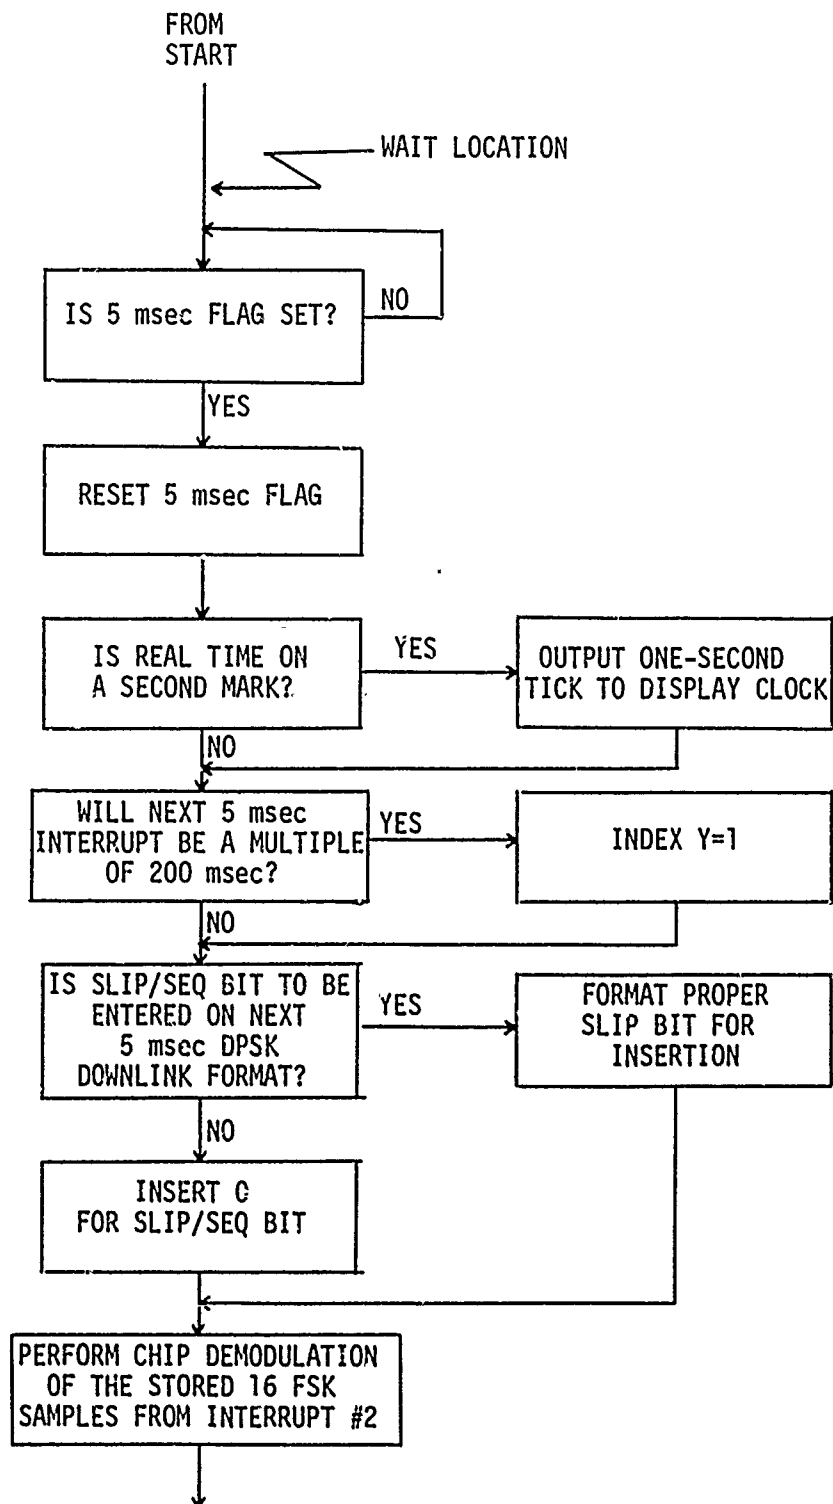 FROM
START
WAIT LOCATION
IS 5 msec FLAG SET?
NO
YES
RESET 5 msec FLAG
IS REAL TIME ON
A SECOND MARK?
YES
OUTPUT ONE-SECOND
TICK TO DISPLAY CLOCK
NO
WILL NEXT 5 msec
INTERRUPT BE A MULTIPLE
OF 200 msec?
YES
INDEX Y=1
NO
IS SLIP/SEQ BIT TO BE
ENTERED ON NEXT
5 msec DPSK
DOWNLINK FORMAT?
YES
FORMAT PROPER
SLIP BIT FOR
INSERTION
NO
INSERT 0
FOR SLIP/SEQ BIT
PERFORM CHIP DEMODULATION
OF THE STORED 16 FSK
SAMPLES FROM INTERRUPT #2